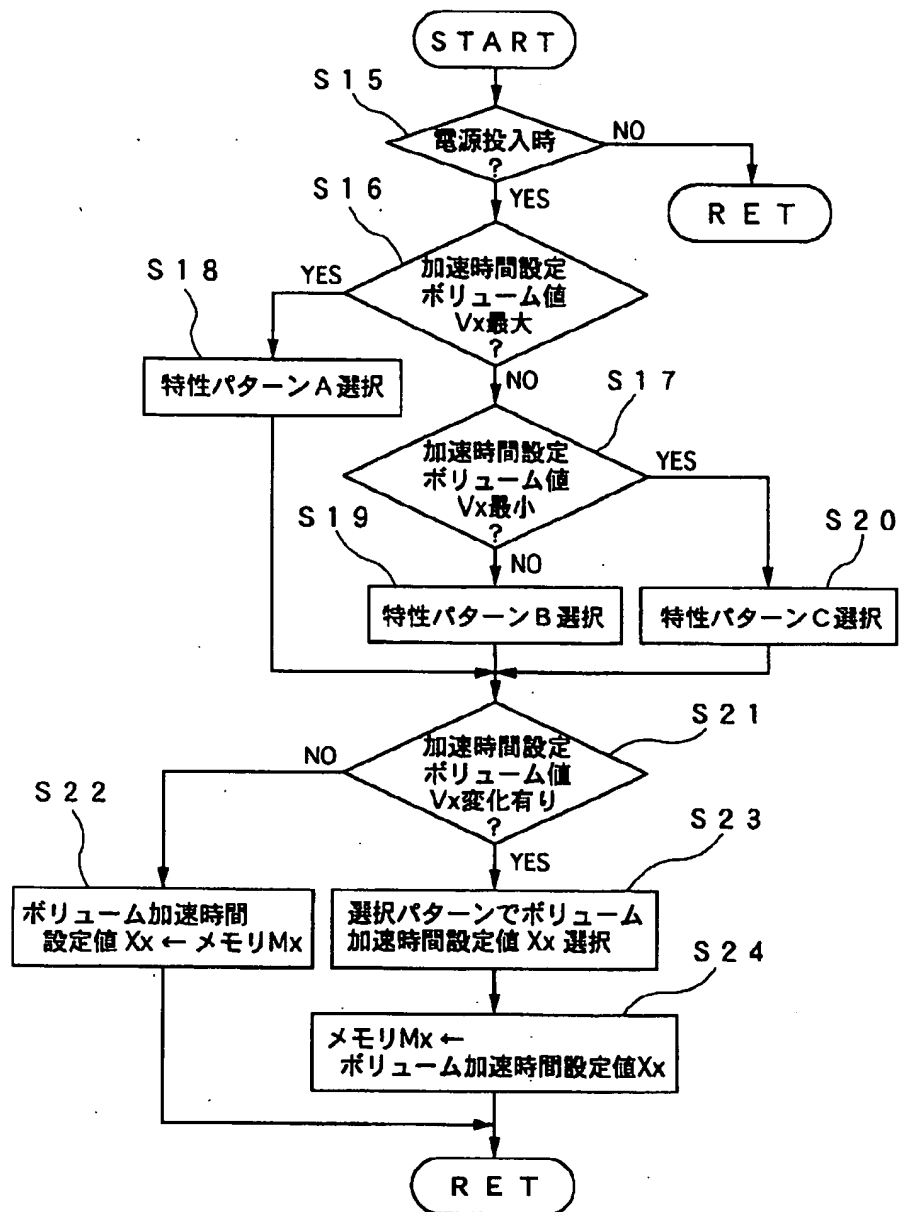 START
S15
電源投入時
?
NO
YES
RET
S16
加速時間設定
ボリューム値
Vx最大
?
YES
S18
特性パターンA選択
NO
S17
加速時間設定
ボリューム値
Vx最小
?
YES
S19
NO
S20
特性パターンB選択
特性パターンC選択
S21
加速時間設定
ボリューム値
Vx変化有り
?
NO
S22
YES
S23
ボリューム加速時間
設定値 Xx ← メモリMx
選択パターンでボリューム
加速時間設定値 Xx 選択
S24
メモリMx ←
ボリューム加速時間設定値Xx
RET